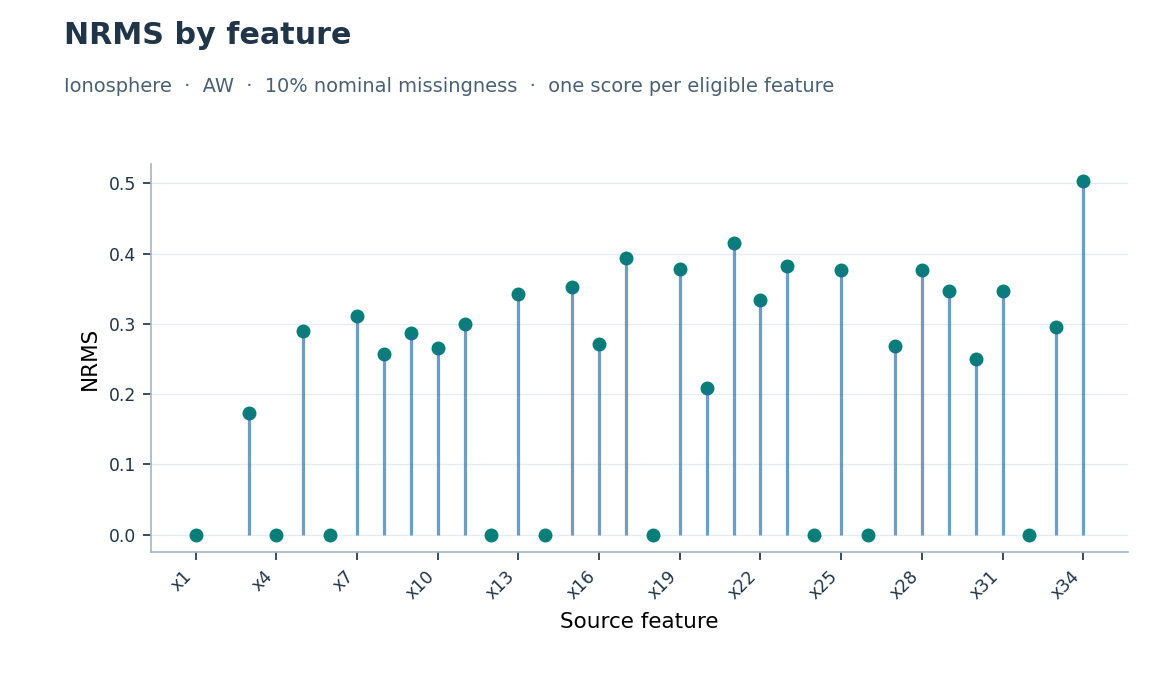 NRMS by feature
Ionosphere · AW · 10% nominal missingness · one score per eligible feature
0.5
0.4
0.3
0.2
0.1
0.0
NRMS
x1 x4 x7 x10 x13 x16 x19 x22 x25 x28 x31 x34
Source feature